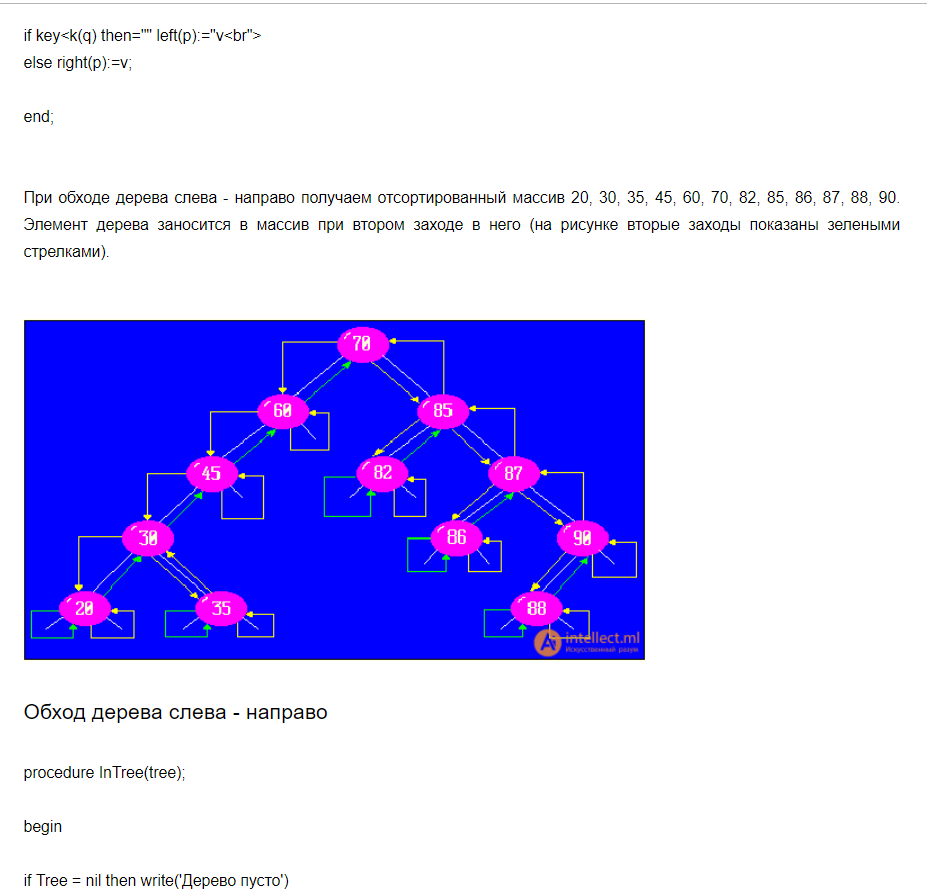 if key<k(q) then="" left(p):="v<br">
else right(p):=v;
end;
При обходе дерева слева - направо получаем отсортированный массив 20, 30, 35, 45, 60, 70, 82, 85, 86, 87, 88, 90.
Элемент дерева заносится в массив при втором заходе в него (на рисунке вторые заходы показаны зелеными
стрелками).
70
60
85
45
82
87
30
86
90
20
35
88
intellect.ml
Искусственный разум
Обход дерева слева - направо
procedure InTree(tree);
begin
if Tree = nil then write('Дерево пусто')